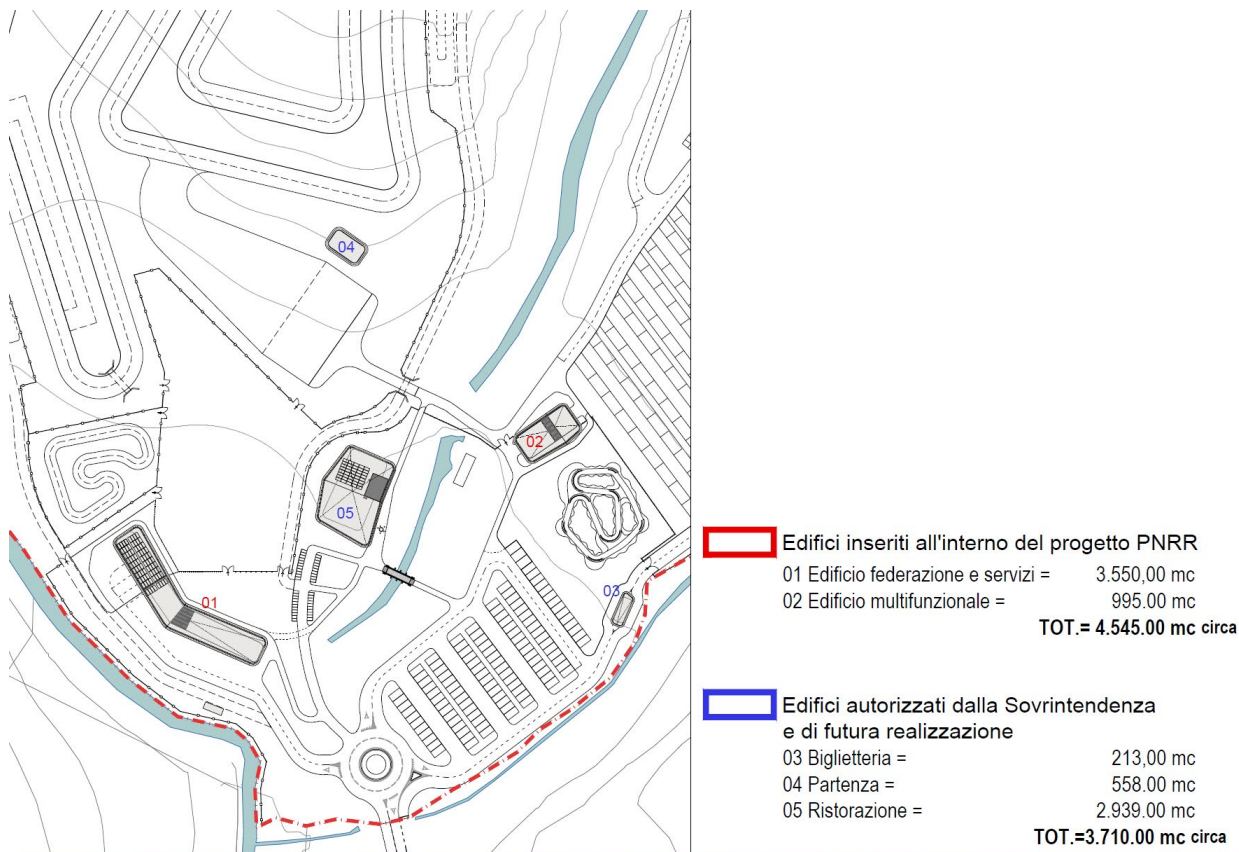 04
02
05
03
01
Edifici inseriti all'interno del progetto PNRR
01 Edificio federazione e servizi = 3.550,00 mc
02 Edificio multifunzionale = 995.00 mc
TOT.= 4.545.00 mc circa
Edifici autorizzati dalla Sovrintendenza
e di futura realizzazione
03 Biglietteria = 213,00 mc
04 Partenza = 558.00 mc
05 Ristorazione = 2.939.00 mc
TOT.=3.710.00 mc circa